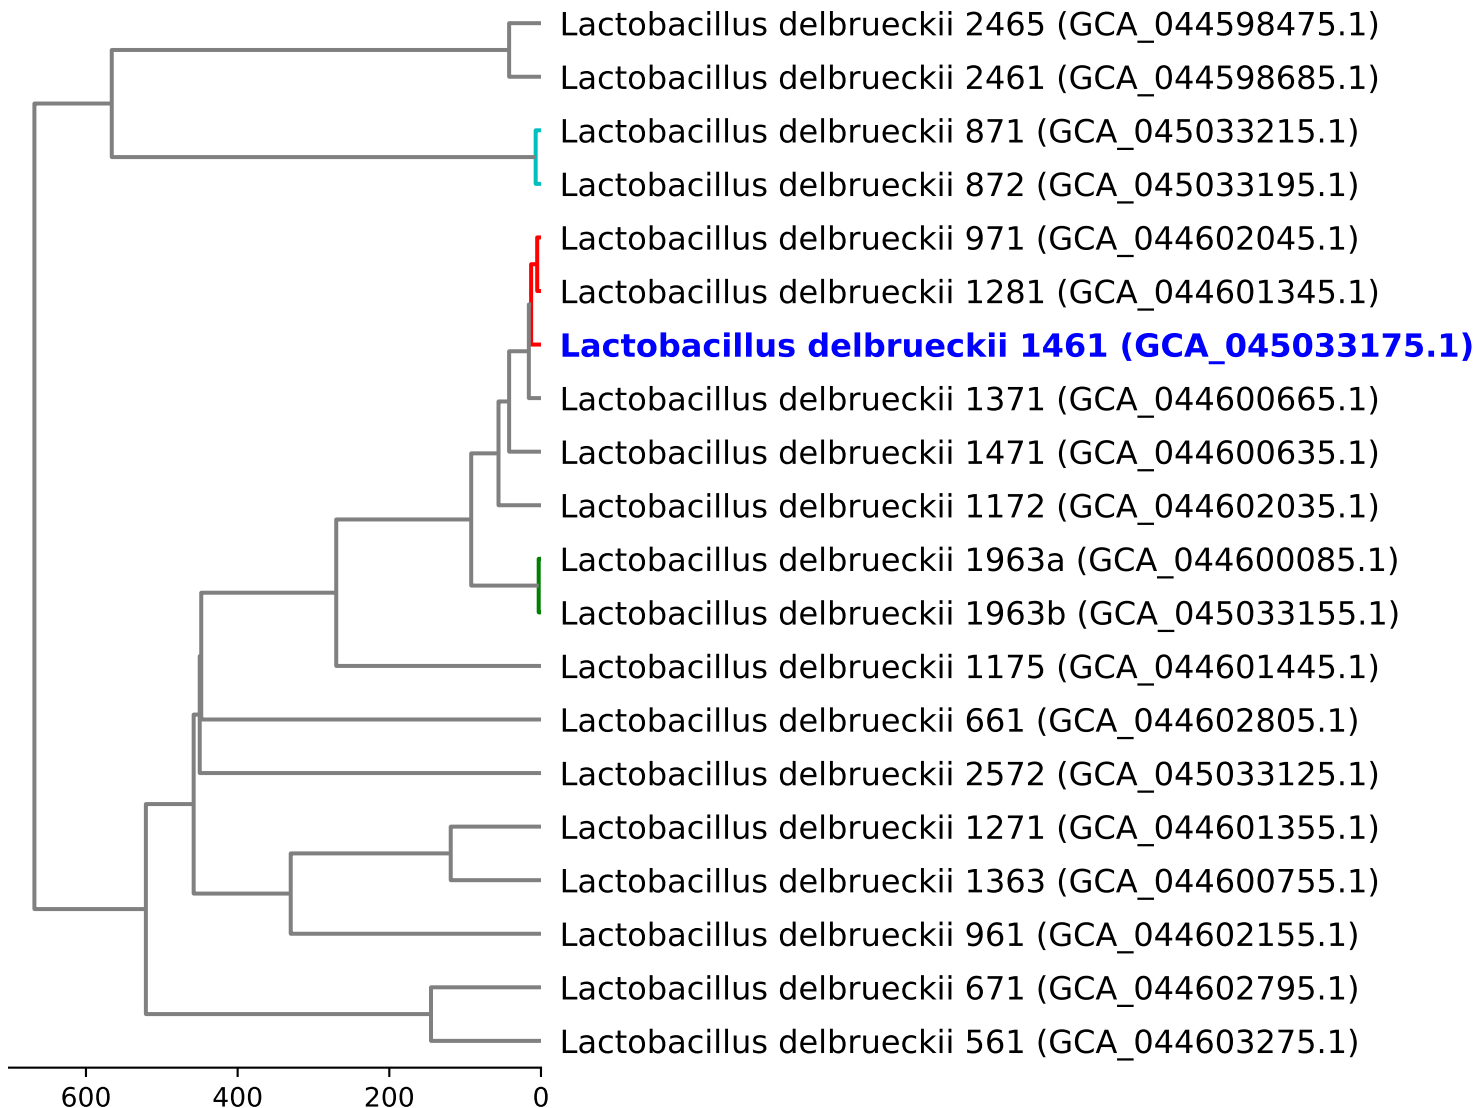 Lactobacillus delbrueckii 2465 (GCA_044598475.1)
Lactobacillus delbrueckii 2461 (GCA_044598685.1)
Lactobacillus delbrueckii 871 (GCA_045033215.1)
Lactobacillus delbrueckii 872 (GCA_045033195.1)
Lactobacillus delbrueckii 971 (GCA_044602045.1)
Lactobacillus delbrueckii 1281 (GCA_044601345.1)
Lactobacillus delbrueckii 1461 (GCA_045033175.1)
Lactobacillus delbrueckii 1371 (GCA_044600665.1)
Lactobacillus delbrueckii 1471 (GCA_044600635.1)
Lactobacillus delbrueckii 1172 (GCA_044602035.1)
Lactobacillus delbrueckii 1963a (GCA_044600085.1)
Lactobacillus delbrueckii 1963b (GCA_045033155.1)
Lactobacillus delbrueckii 1175 (GCA_044601445.1)
Lactobacillus delbrueckii 661 (GCA_044602805.1)
Lactobacillus delbrueckii 2572 (GCA_045033125.1)
Lactobacillus delbrueckii 1271 (GCA_044601355.1)
Lactobacillus delbrueckii 1363 (GCA_044600755.1)
Lactobacillus delbrueckii 961 (GCA_044602155.1)
Lactobacillus delbrueckii 671 (GCA_044602795.1)
Lactobacillus delbrueckii 561 (GCA_044603275.1)
600 400 200 0